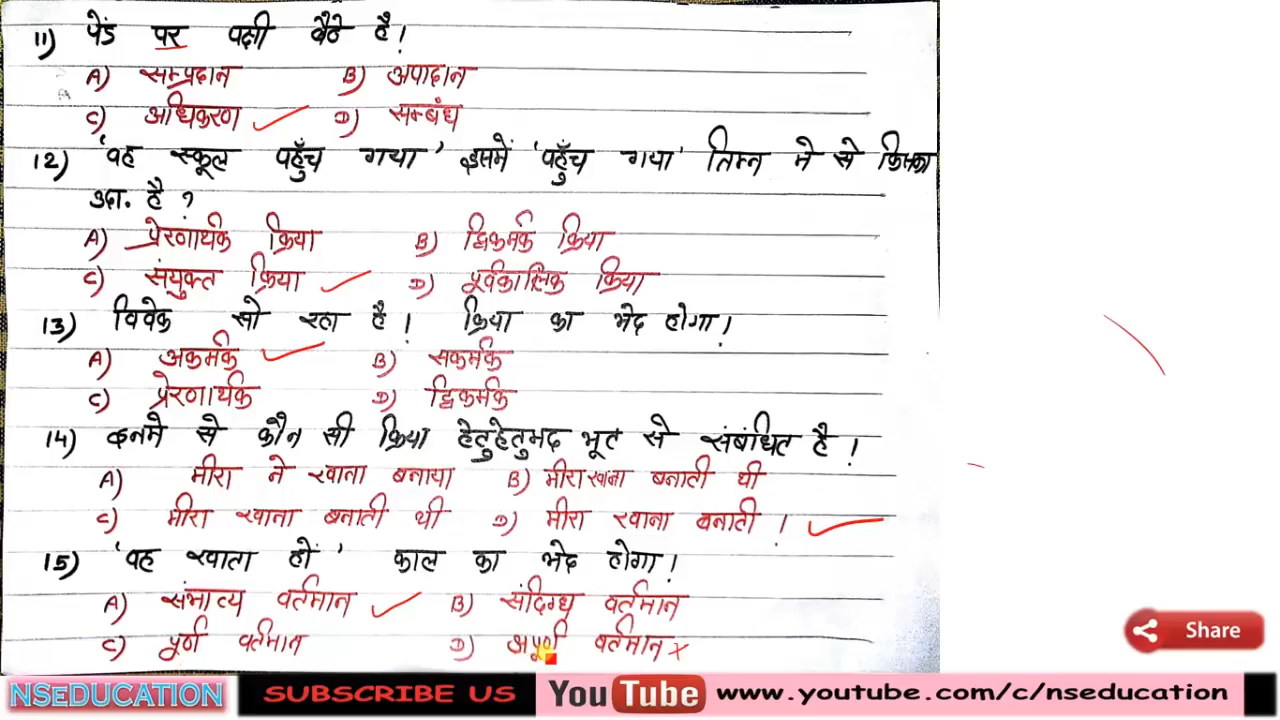 11) पेड पर पक्षी बैठे है!
A) सम्प्रदान B) अपादान
C) अधिकरण D) सम्बंध
12) 'वह स्कूल पहुँच गया' इसमें 'पहुँच गया' निम्न मे से किसका
उदा. है ?
A) प्रेरणार्थक क्रिया B) द्विकर्मक क्रिया
C) संयुक्त क्रिया D) पूर्वकालिक क्रिया
13) विवेक सो रहा है! क्रिया का भेद होगा!
A) अकर्मक B) सकर्मक
C) प्रेरणार्थक D) द्विकर्मक
14) इनमे से कौन सी क्रिया हेतुहेतुमद भूत से संबंधित है!
A) मीरा ने खाना बनाया B) मीरा खाना बनाती थी
C) मीरा खाना बनाती थी D) मीरा खाना बनाती !
15) 'वह खाता हों' काल का भेद होगा!
A) संभाव्य वर्तमान B) संदिग्ध वर्तमान
C) पूर्ण वर्तमान D) अपूर्ण वर्तमान x
Share
NSEDUCATION SUBSCRIBE US YouTube www.youtube.com/c/nseducation